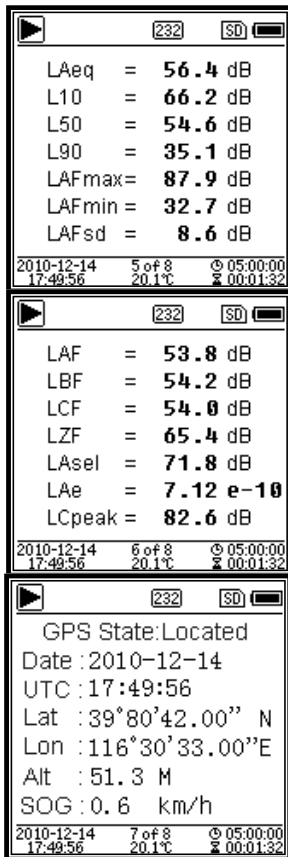 232 SD
LAeq = 56.4 dB
L10 = 66.2 dB
L50 = 54.6 dB
L90 = 35.1 dB
LAFmax= 87.9 dB
LAFmin = 32.7 dB
LAFsd = 8.6 dB
2010-12-14 5 of 8 05:00:00
17:49:56 20.1℃ 00:01:32
232 SD
LAF = 53.8 dB
LBF = 54.2 dB
LCF = 54.0 dB
LZF = 65.4 dB
LAsel = 71.8 dB
LAe = 7.12 e-10
LCpeak = 82.6 dB
2010-12-14 6 of 8 05:00:00
17:49:56 20.1℃ 00:01:32
232 SD
GPS State:Located
Date :2010-12-14
UTC :17:49:56
Lat :39°80'42.00" N
Lon :116°30'33.00"E
Alt :51.3 M
SOG :0.6 km/h
2010-12-14 7 of 8 05:00:00
17:49:56 20.1℃ 00:01:32